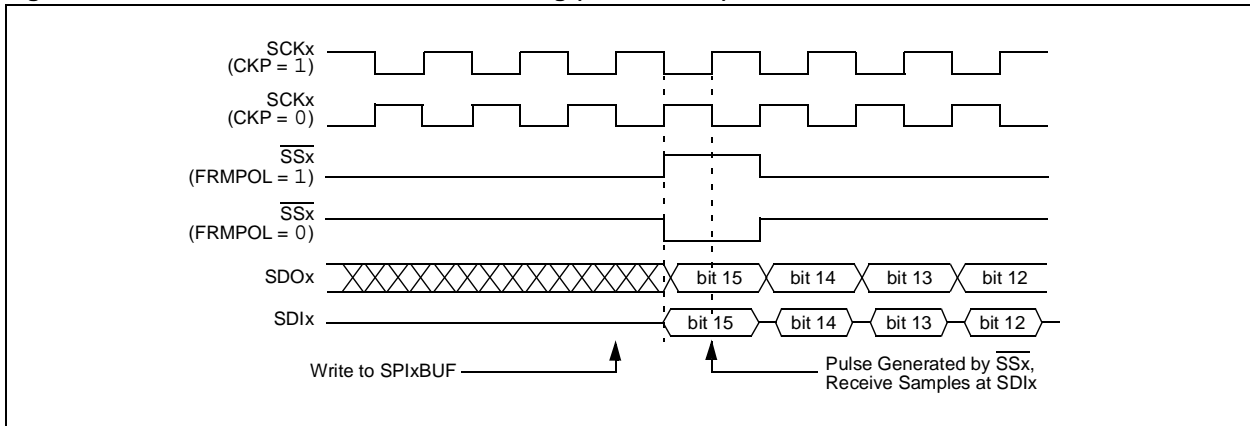 SCKx
(CKP = 1)
SCKx
(CKP = 0)
SSx
(FRMPOL = 1)
SSx
(FRMPOL = 0)
SDOx bit 15 bit 14 bit 13 bit 12
SDIx bit 15 bit 14 bit 13 bit 12
Write to SPIxBUF
Pulse Generated by SSx,
Receive Samples at SDIx